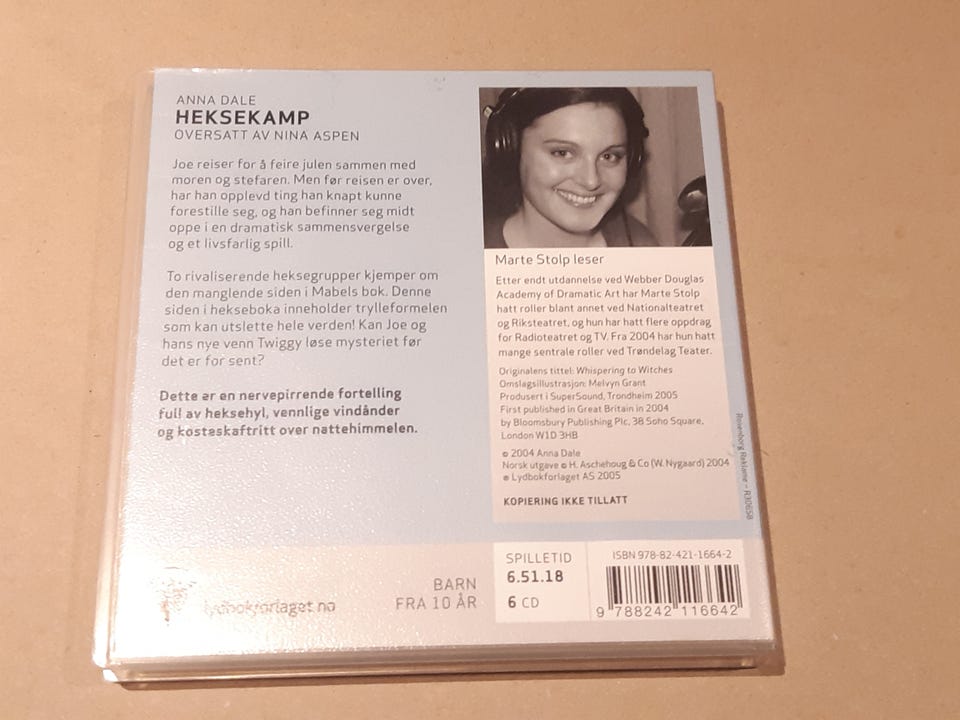 ANNA DALE
HEKSEKAMP
OVERSATT AV NINA ASPEN
Joe reiser for å feire julen sammen med
moren og stefaren. Men før reisen er over,
har han opplevd ting han knapt kunne
forestille seg, og han befinner seg midt
oppe i en dramatisk sammensvergelse
og et livsfarlig spill.
To rivaliserende heksegrupper kjemper om
den manglende siden i Mabels bok. Denne
siden i hekseboka inneholder trylleformelen
som kan utslette hele verden! Kan Joe og
hans nye venn Twiggy løse mysteriet før
det er for sent?
Dette er en nervepirrende fortelling
full av heksehyl, vennlige vindånder
og kosteskaftritt over nattehimmelen.
lydbokforlaget.no
BARN
FRA 10 ÅR
Marte Stolp leser
Etter endt utdannelse ved Webber Douglas
Academy of Dramatic Art har Marte Stolp
hatt roller blant annet ved Nationalteatret
og Riksteatret, og hun har hatt flere oppdrag
for Radioteatret og TV. Fra 2004 har hun hatt
mange sentrale roller ved Trøndelag Teater.
Originalens tittel: Whispering to Witches
Omslagsillustrasjon: Melvyn Grant
Produsert i SuperSound, Trondheim 2005
First published in Great Britain in 2004
by Bloomsbury Publishing Plc, 38 Soho Square,
London W1D 3HB
© 2004 Anna Dale
Norsk utgave © H. Aschehoug & Co (W. Nygaard) 2004
© Lydbokforlaget AS 2005
KOPIERING IKKE TILLATT
Rosenborg Reklame – R30658
SPILLETID
6.51.18
6 CD
ISBN 978-82-421-1664-2
9 788242 116642